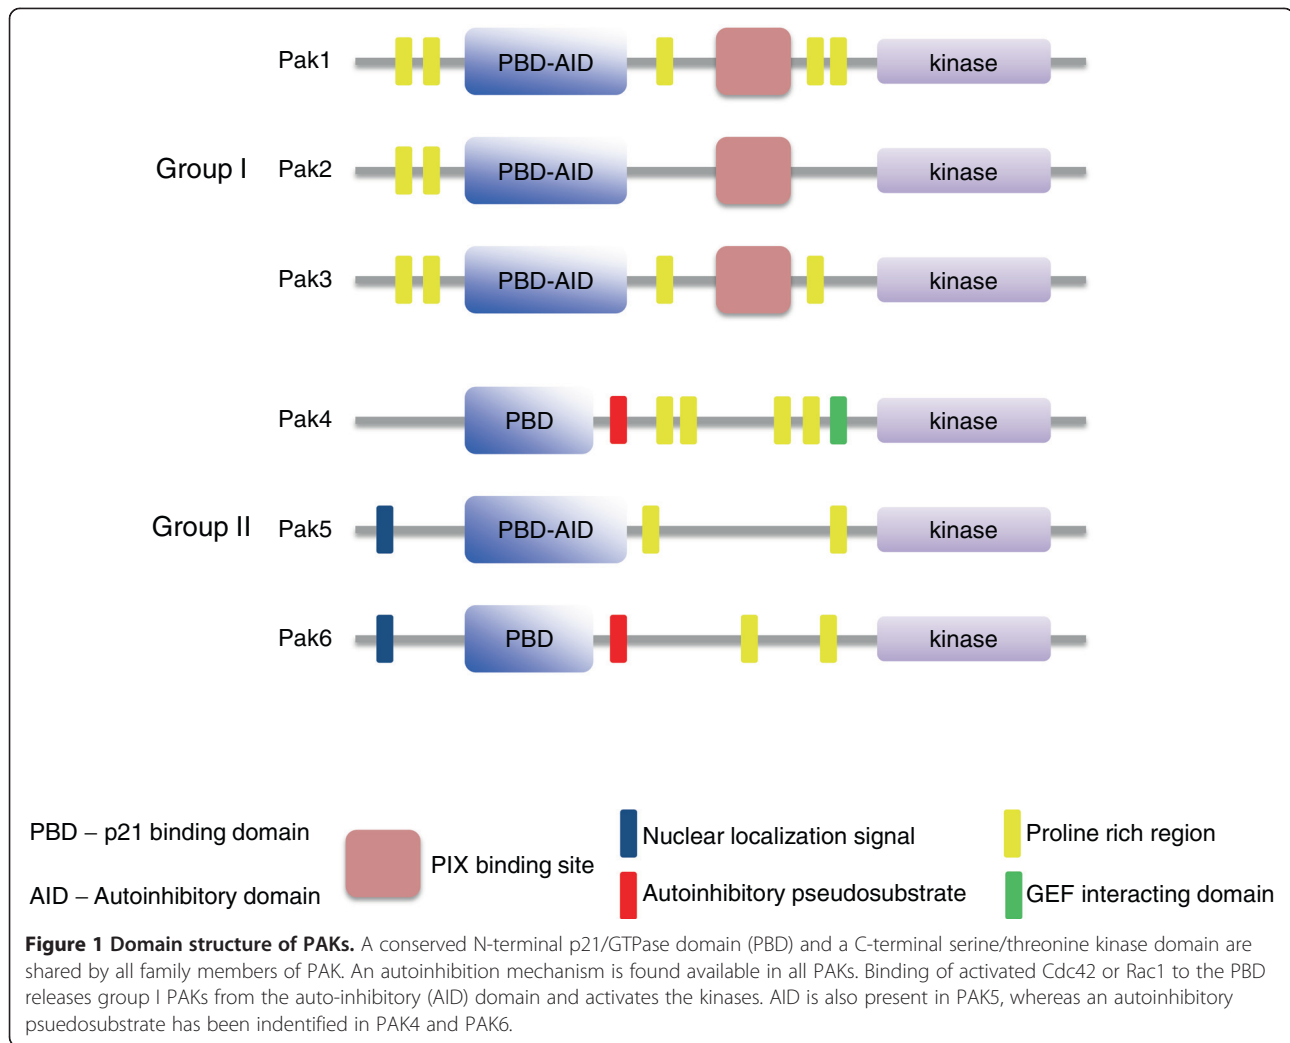 Pak1 PBD-AID kinase
Group I Pak2 PBD-AID kinase
Pak3 PBD-AID kinase
Pak4 PBD kinase
Group II Pak5 PBD-AID kinase
Pak6 PBD kinase
PBD – p21 binding domain
AID – Autoinhibitory domain
PIX binding site
Nuclear localization signal
Autoinhibitory pseudosubstrate
Proline rich region
GEF interacting domain
Figure 1 Domain structure of PAKs. A conserved N-terminal p21/GTPase domain (PBD) and a C-terminal serine/threonine kinase domain are
shared by all family members of PAK. An autoinhibition mechanism is found available in all PAKs. Binding of activated Cdc42 or Rac1 to the PBD
releases group I PAKs from the auto-inhibitory (AID) domain and activates the kinases. AID is also present in PAK5, whereas an autoinhibitory
psuedosubstrate has been indentified in PAK4 and PAK6.